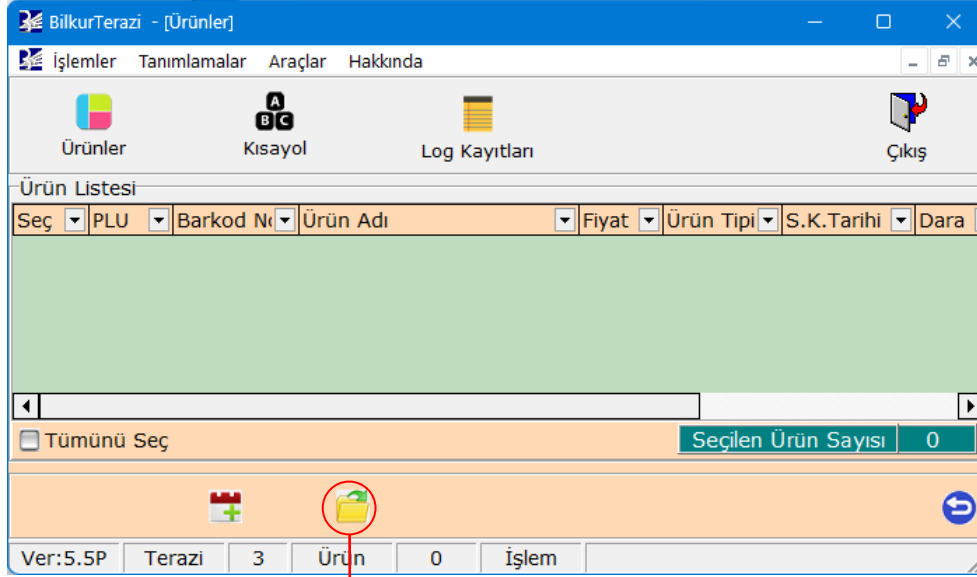 BilkurTerazi - [Ürünler]
İşlemler Tanımlamalar Araçlar Hakkında
Ürünler Kısayol Log Kayıtları Çıkış
Ürün Listesi
Seç PLU Barkod No Ürün Adı Fiyat Ürün Tipi S.K.Tarihi Dara
Tümünü Seç Seçilen Ürün Sayısı 0
Ver:5.5P Terazi 3 Ürün 0 İşlem